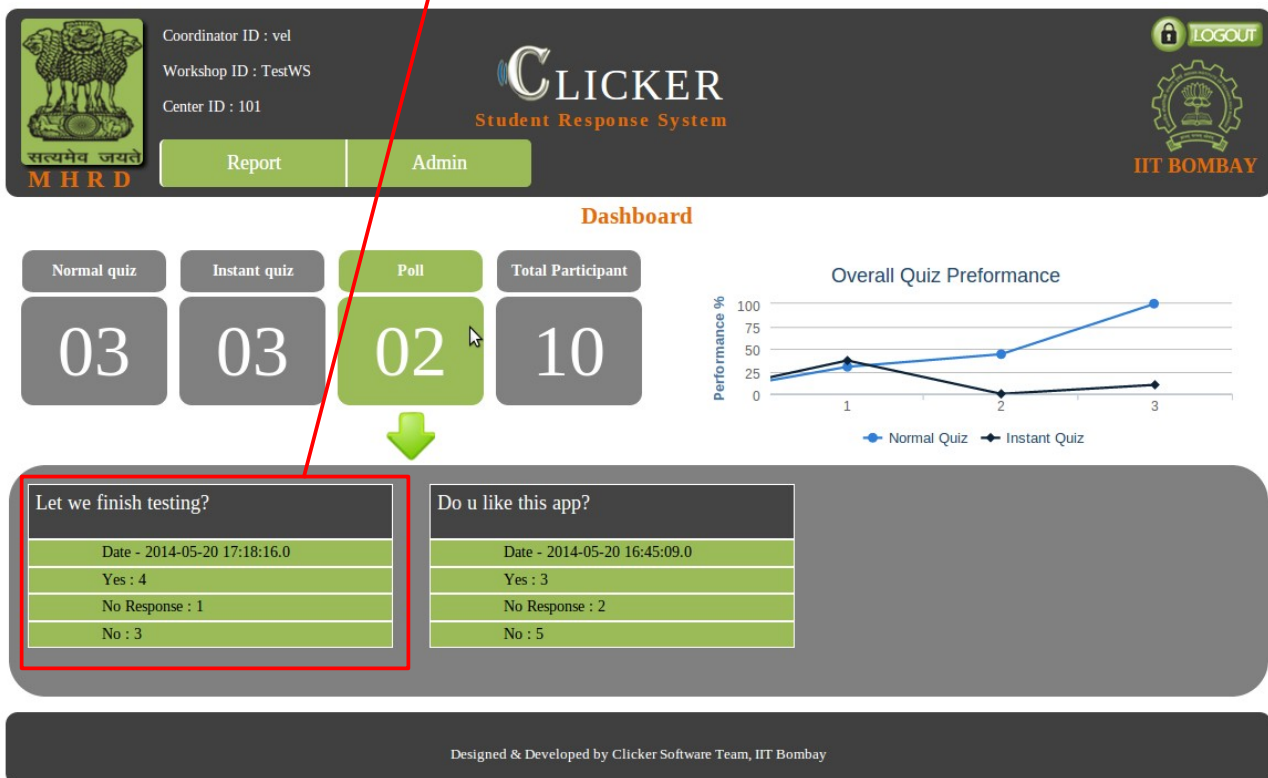 Coordinator ID : vel
Workshop ID : TestWS
Center ID : 101
CLICKER
Student Response System
LOGOUT
सत्यमेव जयते
MHRD
Report
Admin
IIT BOMBAY
Dashboard
Normal quiz
Instant quiz
Poll
Total Participant
03
03
02
10
Overall Quiz Preformance
Performance %
100
75
50
25
0
1
2
3
Normal Quiz
Instant Quiz
Let we finish testing?
Date - 2014-05-20 17:18:16.0
Yes : 4
No Response : 1
No : 3
Do u like this app?
Date - 2014-05-20 16:45:09.0
Yes : 3
No Response : 2
No : 5
Designed & Developed by Clicker Software Team, IIT Bombay